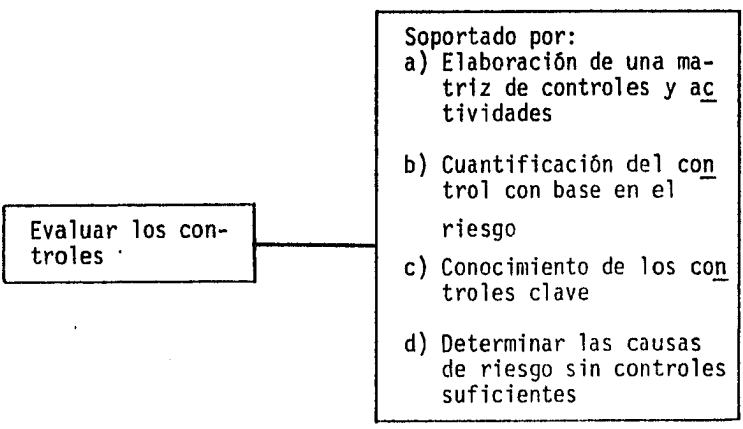 Evaluar los con-
troles
Soportado por:
a) Elaboración de una ma-
triz de controles y ac
tividades
b) Cuantificación del con
trol con base en el
riesgo
c) Conocimiento de los con
troles clave
d) Determinar las causas
de riesgo sin controles
suficientes